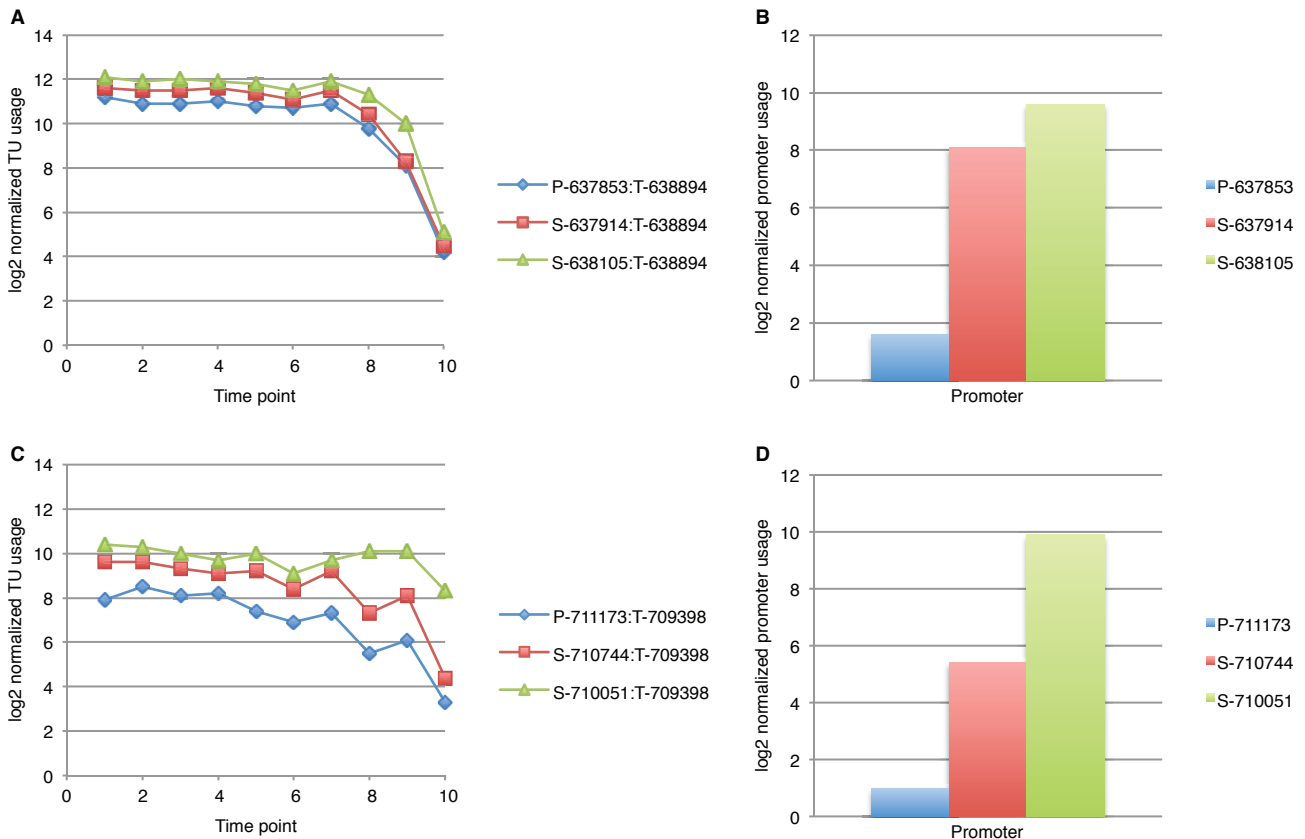 A
log2 normalized TU usage
14
12
10
8
6
4
2
0
0
2
4
6
8
10
Time point
P-637853:T-638894
S-637914:T-638894
S-638105:T-638894
B
log2 normalized promoter usage
12
10
8
6
4
2
0
Promoter
P-637853
S-637914
S-638105
C
log2 normalized TU usage
14
12
10
8
6
4
2
0
0
2
4
6
8
10
Time point
P-711173:T-709398
S-710744:T-709398
S-710051:T-709398
D
log2 normalized promoter usage
12
10
8
6
4
2
0
Promoter
P-711173
S-710744
S-710051